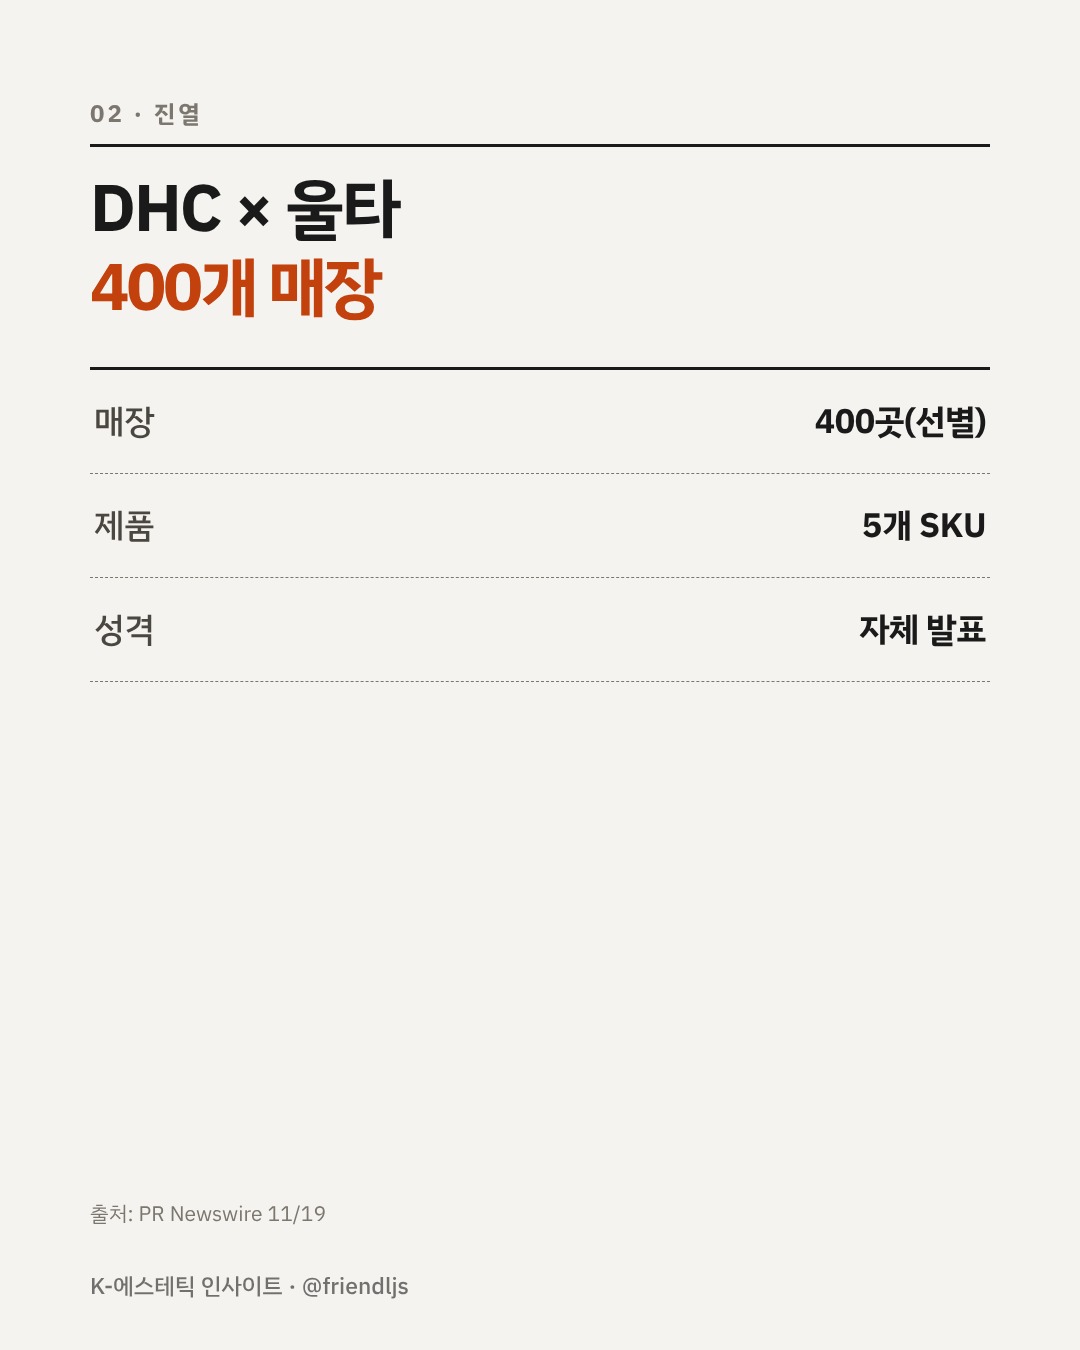 02 · 진열
DHC × 울타
400개 매장
매장 400곳(선별)
제품 5개 SKU
성격 자체 발표
출처: PR Newswire 11/19
K-에스테틱 인사이트 · @friendljs